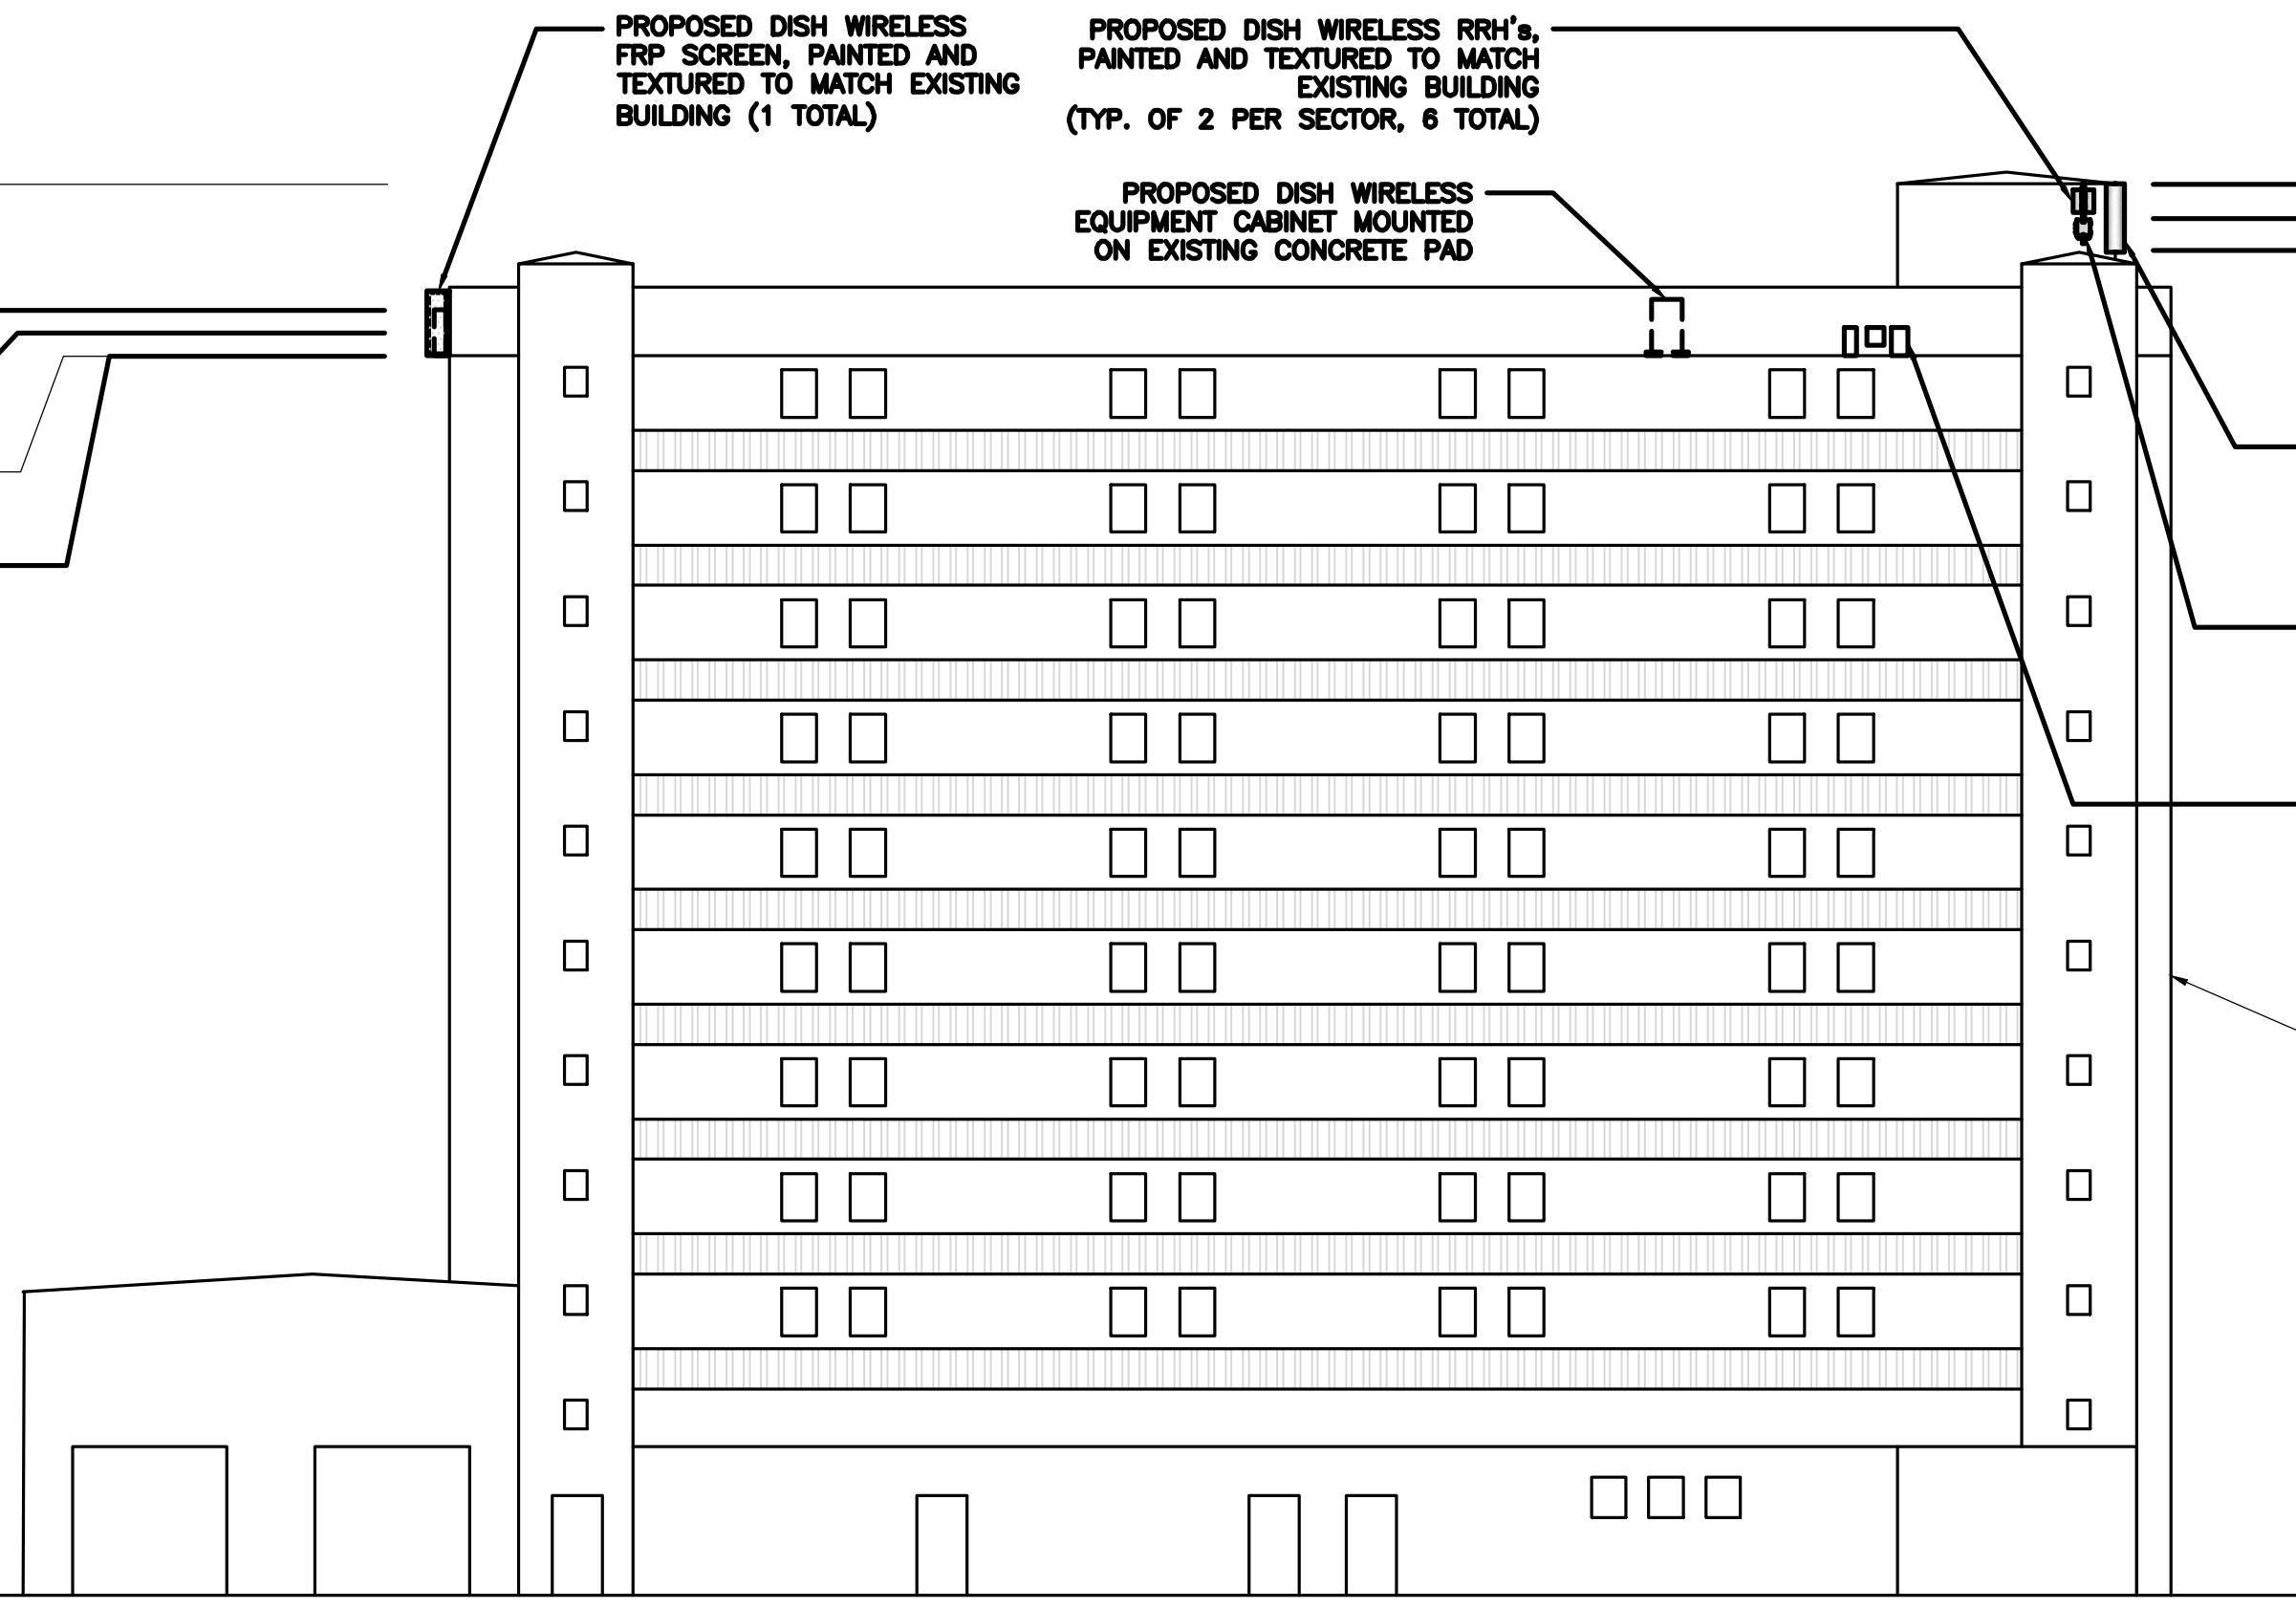 PROPOSED DISH WIRELESS
FRP SCREEN, PAINTED AND
TEXTURED TO MATCH EXISTING
BUILDING (1 TOTAL)
PROPOSED DISH WIRELESS RRH's,
PAINTED AND TEXTURED TO MATCH
EXISTING BUILDING
(TYP. OF 2 PER SECTOR, 6 TOTAL)
PROPOSED DISH WIRELESS
EQUIPMENT CABINET MOUNTED
ON EXISTING CONCRETE PAD